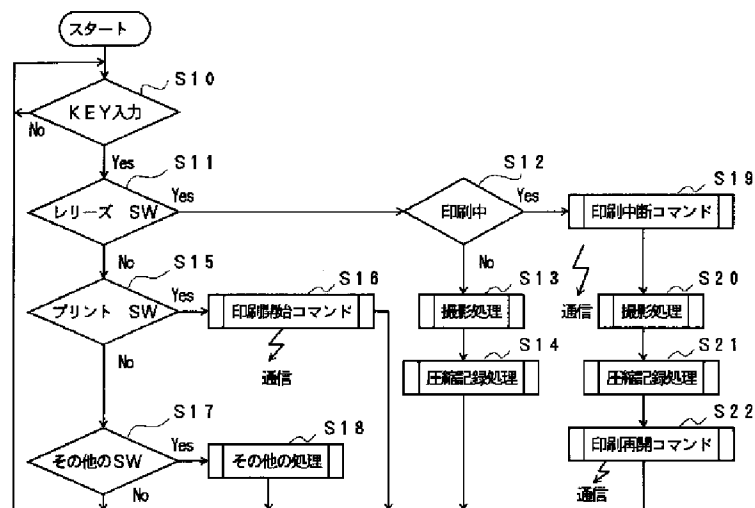 スタート
S10
KEY入力
No
Yes
S11
レリーズ SW
Yes
No
S12
印刷中
Yes
No
S19
印刷中断コマンド
通信
S15
プリント SW
Yes
No
S16
印刷開始コマンド
通信
S13
撮影処理
S14
圧縮記録処理
S20
撮影処理
S21
圧縮記録処理
S22
印刷再開コマンド
通信
S17
その他のSW
Yes
No
S18
その他の処理